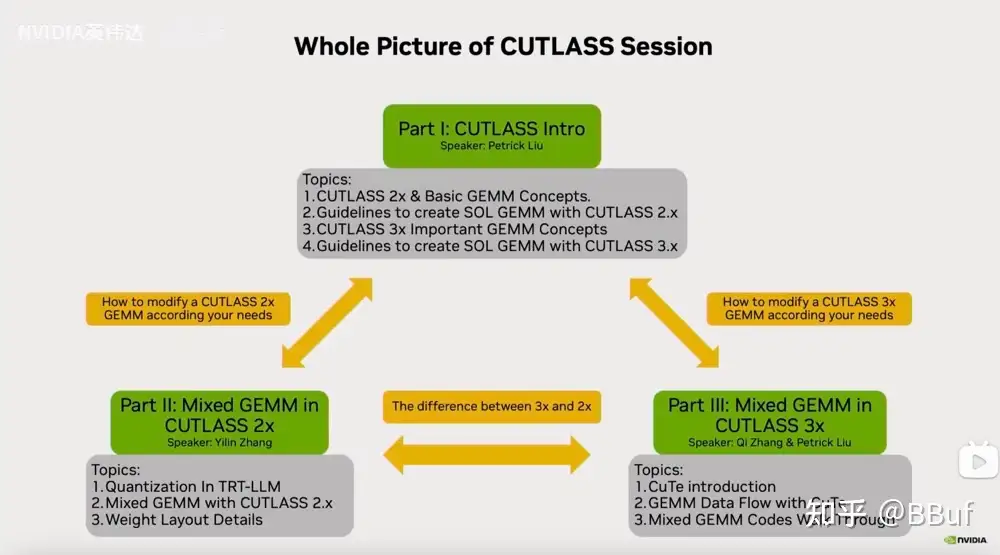 NVIDIA英伟达
Whole Picture of CUTLASS Session
Part I: CUTLASS Intro
Speaker: Petrick Liu
Topics:
1.CUTLASS 2x & Basic GEMM Concepts.
2.Guidelines to create SOL GEMM with CUTLASS 2.x
3.CUTLASS 3x Important GEMM Concepts
4.Guidelines to create SOL GEMM with CUTLASS 3.x
How to modify a CUTLASS 2x
GEMM according your needs
How to modify a CUTLASS 3x
GEMM according your needs
Part II: Mixed GEMM in
CUTLASS 2x
Speaker: Yilin Zhang
Topics:
1.Quantization In TRT-LLM
2.Mixed GEMM with CUTLASS 2.x
3.Weight Layout Details
The difference between 3x and 2x
Part III: Mixed GEMM in
CUTLASS 3x
Speaker: Qi Zhang & Petrick Liu
Topics:
1.CuTe introduction
2.GEMM Data Flow with CuTe
3.Mixed GEMM Codes Walk Through
知乎 @BBuf
NVIDIA.